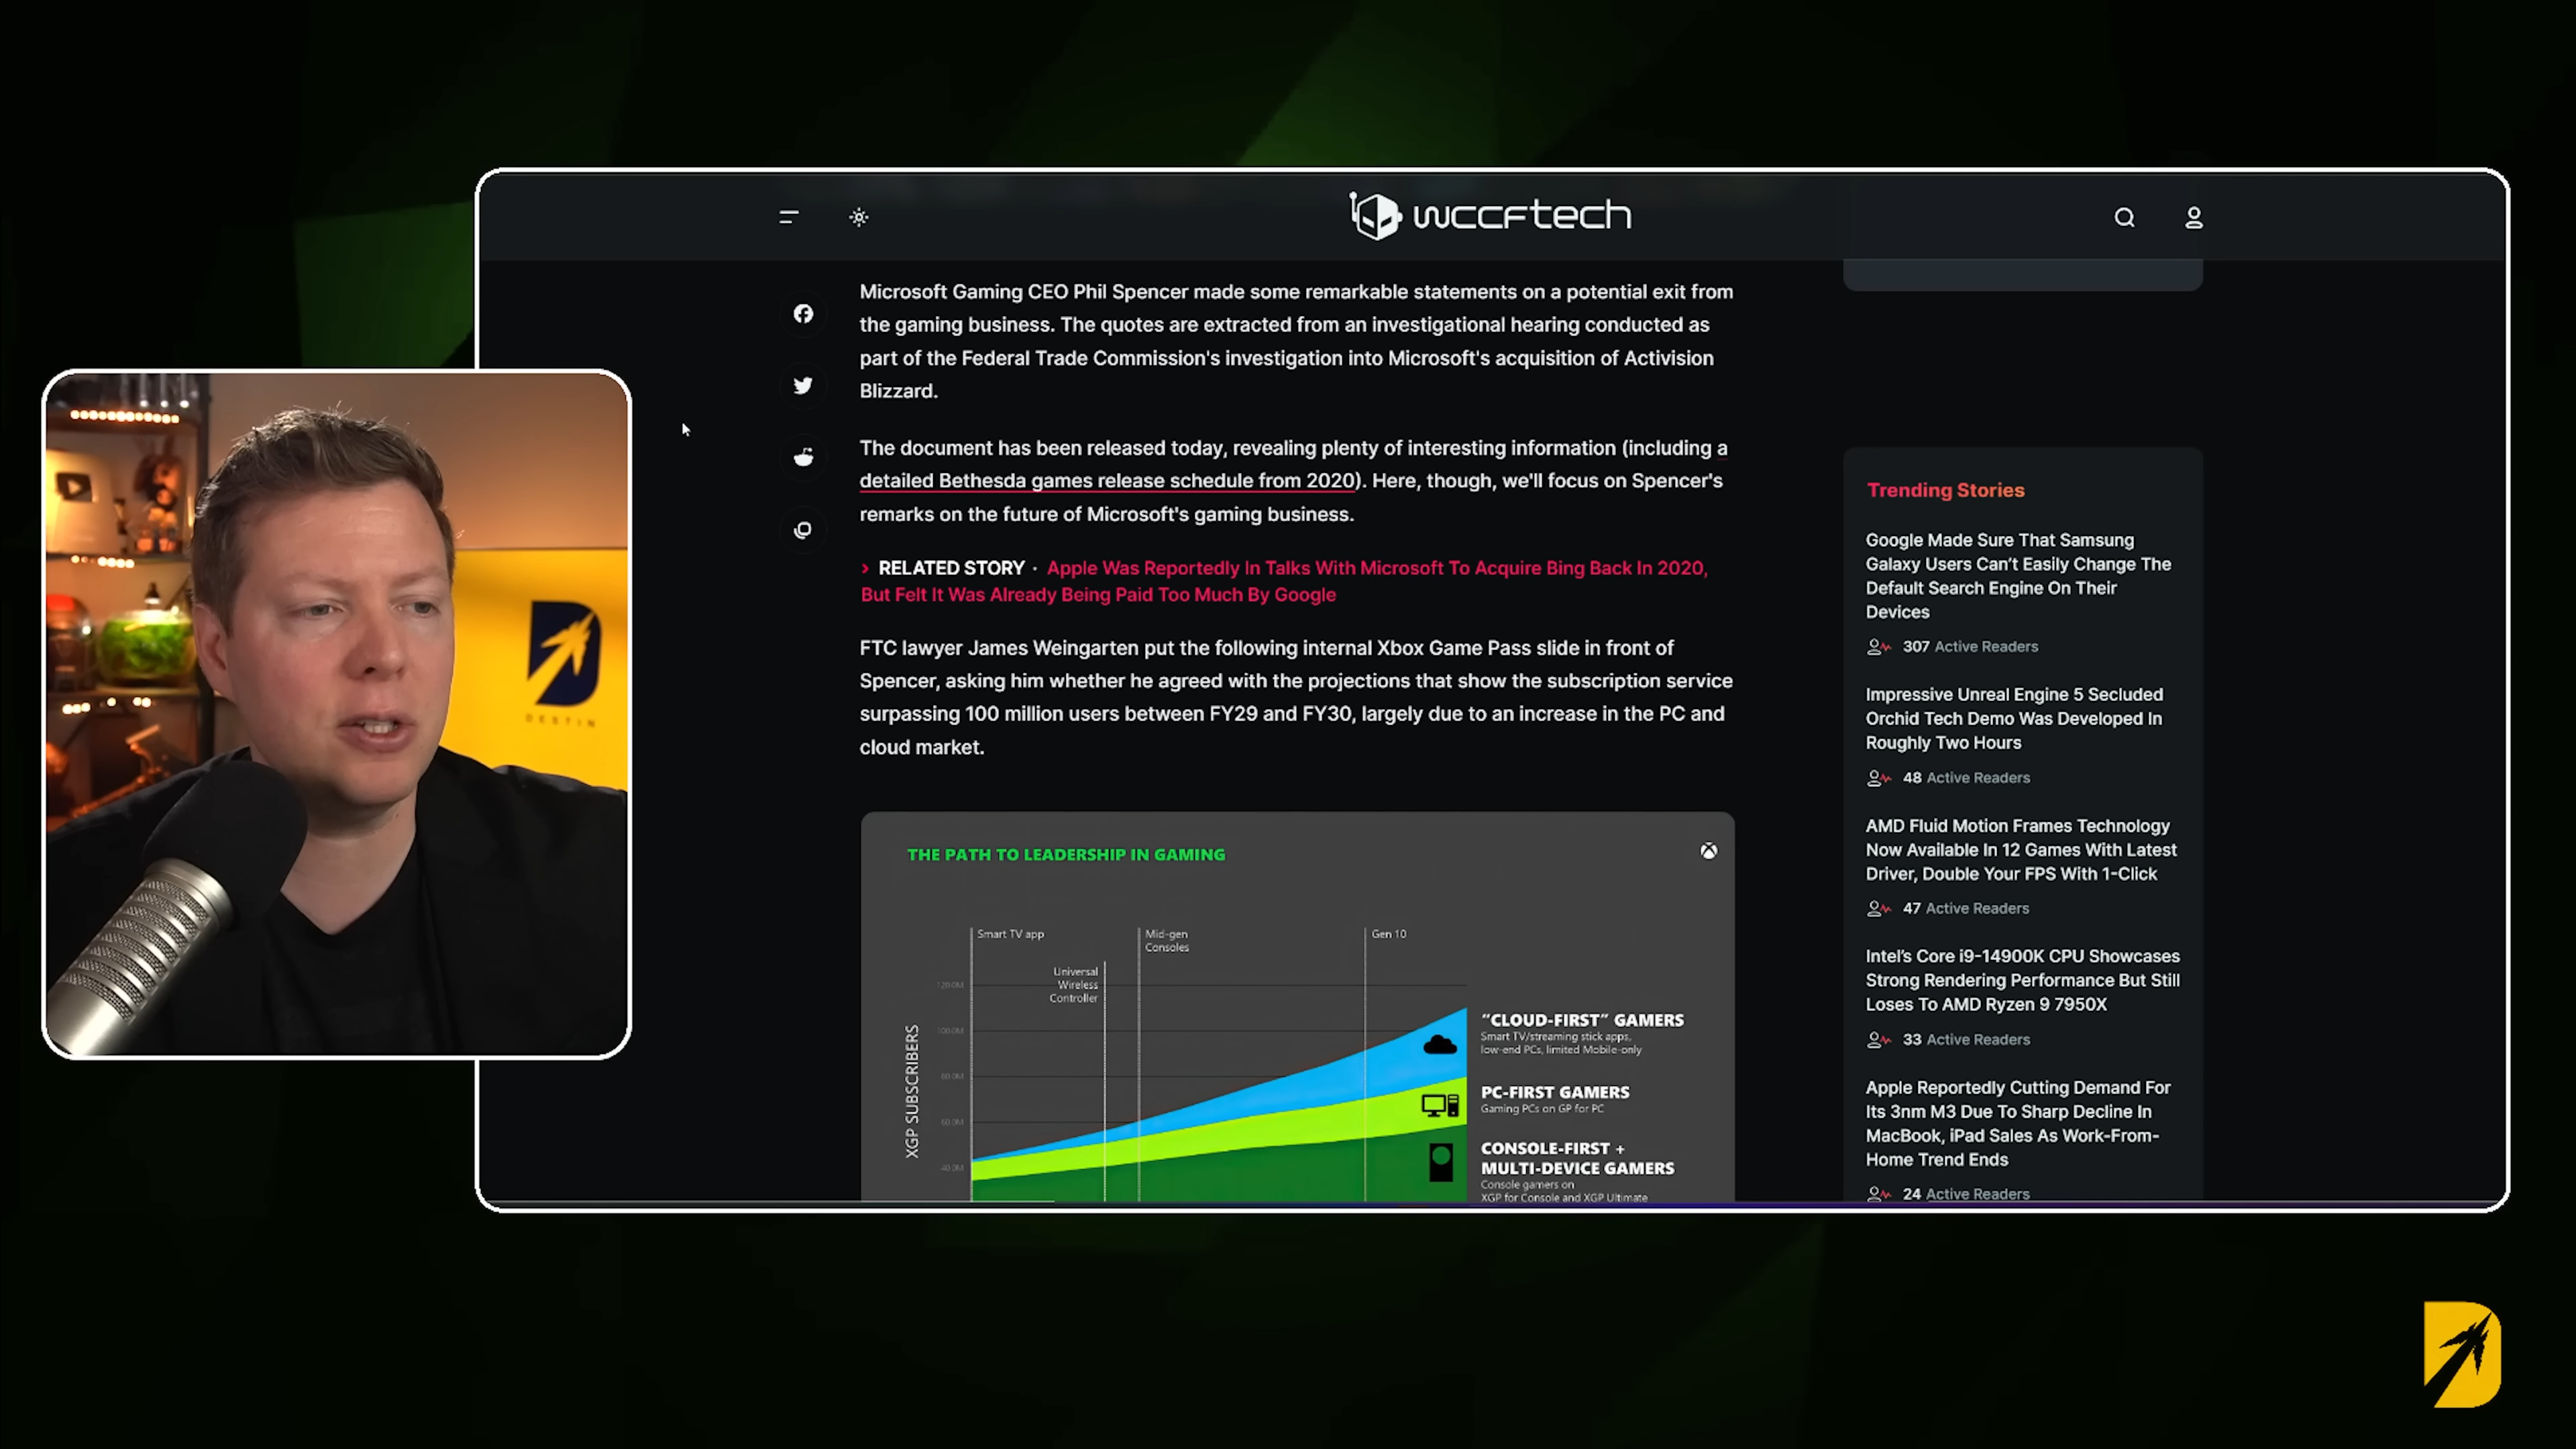 wccftech
Microsoft Gaming CEO Phil Spencer made some remarkable statements on a potential exit from
the gaming business. The quotes are extracted from an investigational hearing conducted as
part of the Federal Trade Commission's investigation into Microsoft's acquisition of Activision
Blizzard.
The document has been released today, revealing plenty of interesting information (including a
detailed Bethesda games release schedule from 2020). Here, though, we'll focus on Spencer's
remarks on the future of Microsoft's gaming business.
› RELATED STORY · Apple Was Reportedly In Talks With Microsoft To Acquire Bing Back In 2020,
But Felt It Was Already Being Paid Too Much By Google
FTC lawyer James Weingarten put the following internal Xbox Game Pass slide in front of
Spencer, asking him whether he agreed with the projections that show the subscription service
surpassing 100 million users between FY29 and FY30, largely due to an increase in the PC and
cloud market.
THE PATH TO LEADERSHIP IN GAMING
Smart TV app
Universal
Wireless
Controller
Mid-gen
Consoles
Gen 10
120.0M
100.0M
80.0M
60.0M
40.0M
XGP SUBSCRIBERS
"CLOUD-FIRST" GAMERS
Smart TV/streaming stick apps,
low-end PCs, limited Mobile-only
PC-FIRST GAMERS
Gaming PCs on GP for PC
CONSOLE-FIRST +
MULTI-DEVICE GAMERS
Console gamers on
XGP for Console and XGP Ultimate
Trending Stories
Google Made Sure That Samsung
Galaxy Users Can't Easily Change The
Default Search Engine On Their
Devices
307 Active Readers
Impressive Unreal Engine 5 Secluded
Orchid Tech Demo Was Developed In
Roughly Two Hours
48 Active Readers
AMD Fluid Motion Frames Technology
Now Available In 12 Games With Latest
Driver, Double Your FPS With 1-Click
47 Active Readers
Intel's Core i9-14900K CPU Showcases
Strong Rendering Performance But Still
Loses To AMD Ryzen 9 7950X
33 Active Readers
Apple Reportedly Cutting Demand For
Its 3nm M3 Due To Sharp Decline In
MacBook, iPad Sales As Work-From-
Home Trend Ends
24 Active Readers
DESTIN